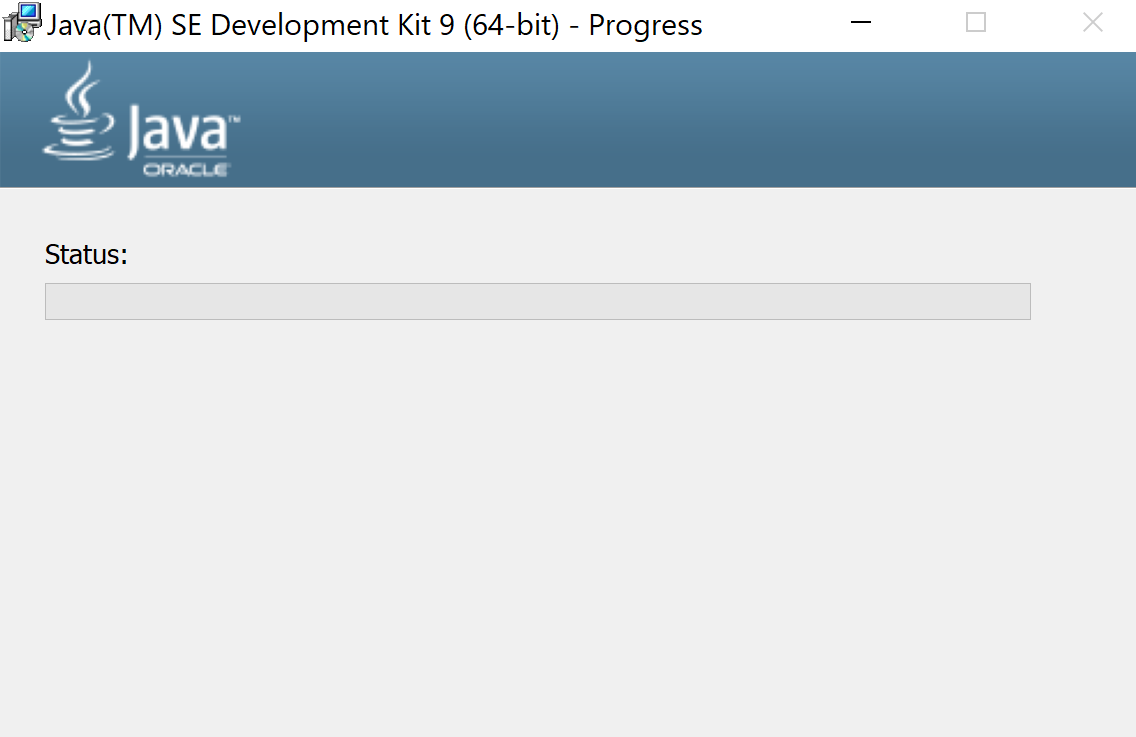 Java(TM) SE Development Kit 9 (64-bit) - Progress
Java™
ORACLE®
Status: